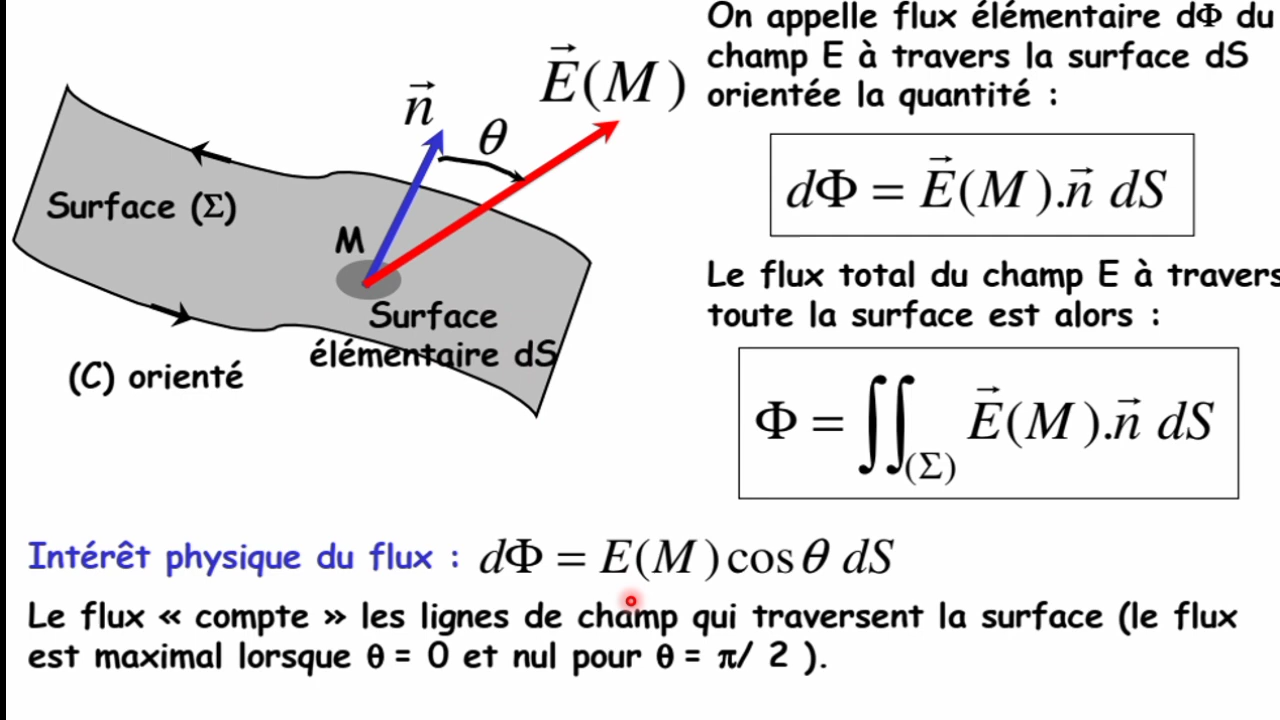 On appelle flux élémentaire dΦ du
champ E à travers la surface dS
orientée la quantité :
dΦ = E⃗(M).n⃗ dS
Le flux total du champ E à travers
toute la surface est alors :
Φ = ∬(Σ) E⃗(M).n⃗ dS
n⃗
θ
E⃗(M)
Surface (Σ)
M
Surface
élémentaire dS
(C) orienté
Intérêt physique du flux : dΦ = E(M) cos θ dS
Le flux « compte » les lignes de champ qui traversent la surface (le flux
est maximal lorsque θ = 0 et nul pour θ = π/ 2 ).